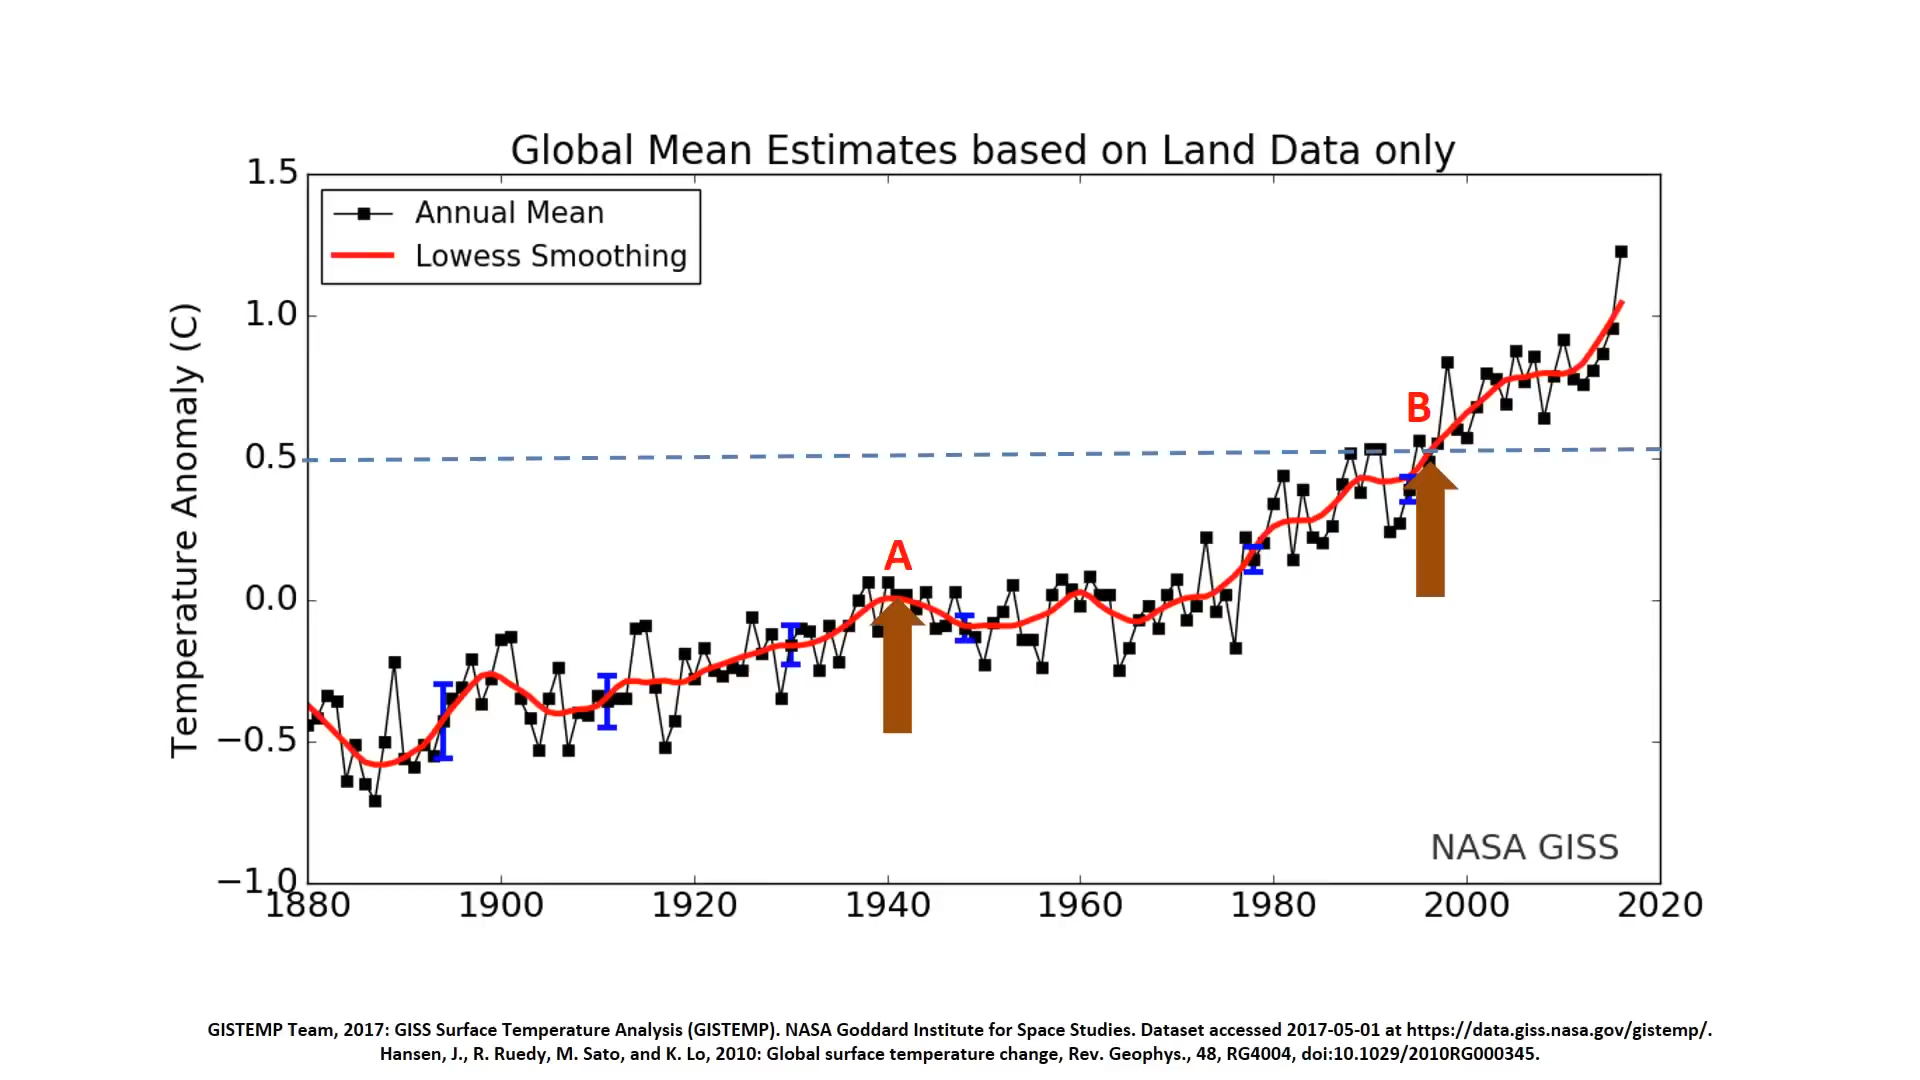 Global Mean Estimates based on Land Data only
1.5
Annual Mean
Lowess Smoothing
1.0
B
0.5
A
0.0
−0.5
−1.0
Temperature Anomaly (C)
NASA GISS
1880 1900 1920 1940 1960 1980 2000 2020
GISTEMP Team, 2017: GISS Surface Temperature Analysis (GISTEMP). NASA Goddard Institute for Space Studies. Dataset accessed 2017-05-01 at https://data.giss.nasa.gov/gistemp/.
Hansen, J., R. Ruedy, M. Sato, and K. Lo, 2010: Global surface temperature change, Rev. Geophys., 48, RG4004, doi:10.1029/2010RG000345.